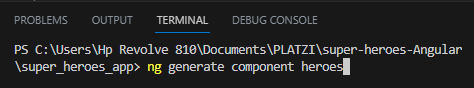 PROBLEMS OUTPUT TERMINAL DEBUG CONSOLE
PS C:\Users\Hp Revolve 810\Documents\PLATZI\super-heroes-Angular
\super_heroes_app> ng generate component heroes